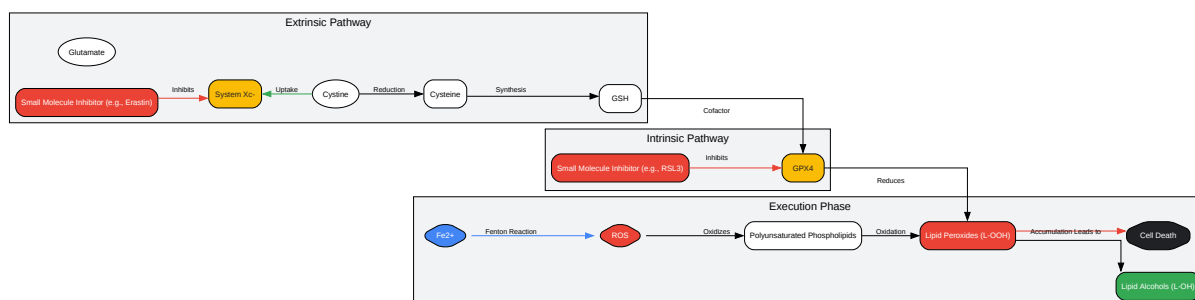 Extrinsic Pathway
Glutamate
Small Molecule Inhibitor (e.g., Erastin)
Inhibits
System Xc-
Uptake
Cystine
Reduction
Cysteine
Synthesis
GSH
Cofactor
Intrinsic Pathway
Small Molecule Inhibitor (e.g., RSL3)
Inhibits
GPX4
Reduces
Execution Phase
Fe2+
Fenton Reaction
ROS
Oxidizes
Polyunsaturated Phospholipids
Oxidation
Lipid Peroxides (L-OOH)
Accumulation Leads to
Cell Death
Lipid Alcohols (L-OH)